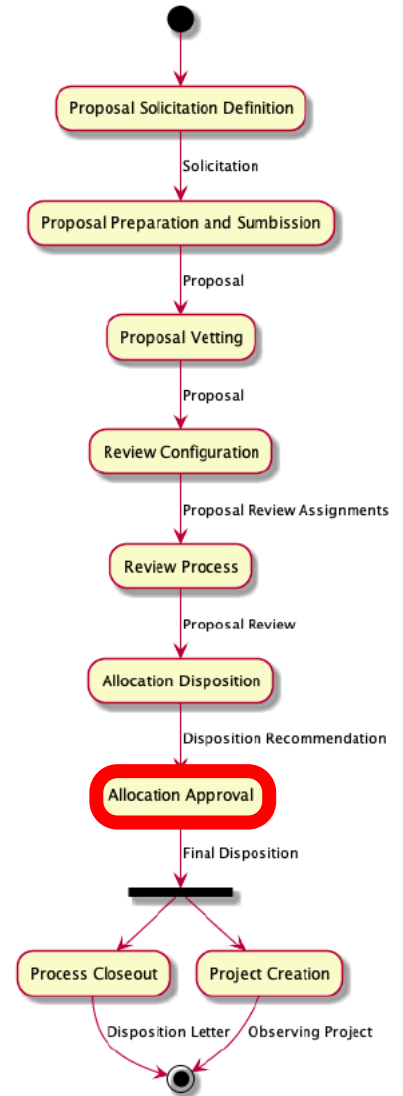 Proposal Solicitation Definition
Solicitation
Proposal Preparation and Sumbission
Proposal
Proposal Vetting
Proposal
Review Configuration
Proposal Review Assignments
Review Process
Proposal Review
Allocation Disposition
Disposition Recommendation
Allocation Approval
Final Disposition
Process Closeout
Project Creation
Disposition Letter
Observing Project